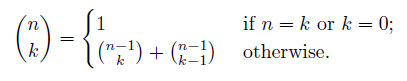 (n k) = { 1 if n = k or k = 0;
(n−1 k) + (n−1 k−1) otherwise.